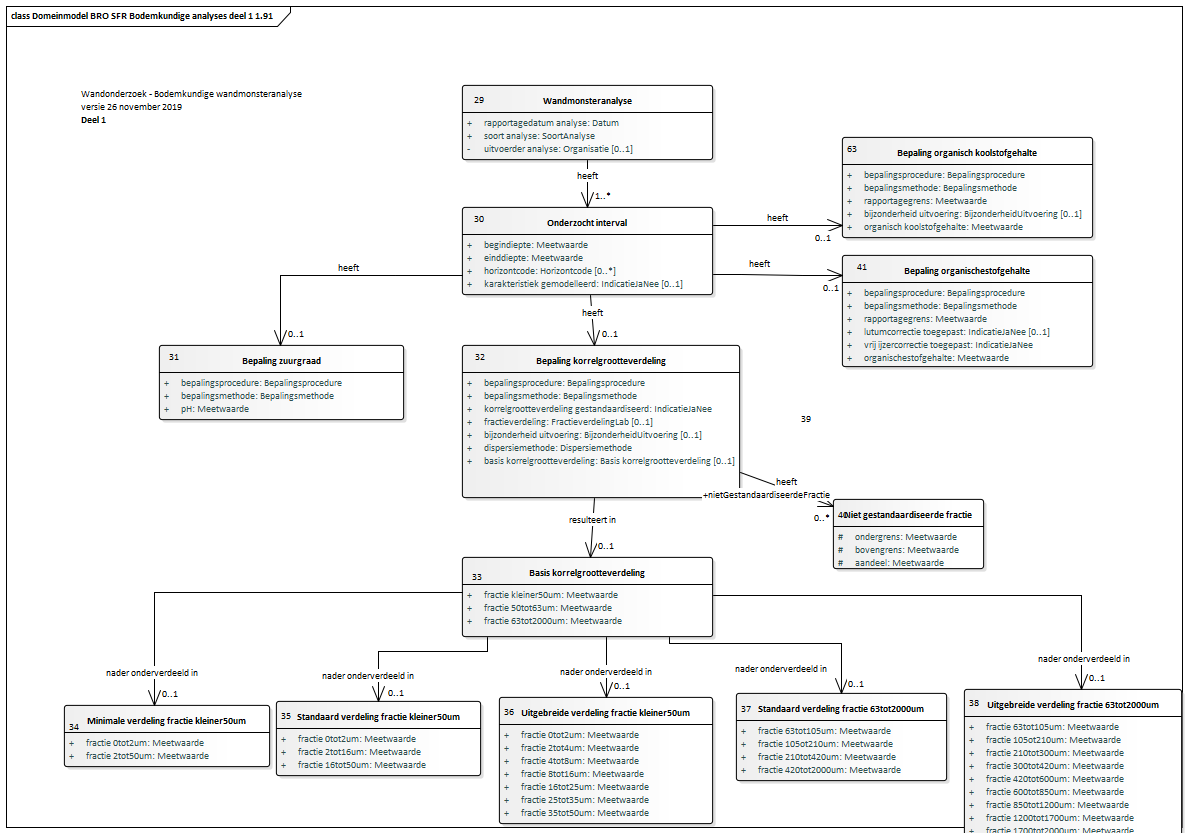 class Domeinmodel BRO SFR Bodemkundige analyses deel 1 1.91
Wandonderzoek - Bodemkundige wandmonsteranalyse
versie 26 november 2019
Deel 1
29 Wandmonsteranalyse
+ rapportagedatum analyse: Datum
+ soort analyse: SoortAnalyse
- uitvoerder analyse: Organisatie [0..1]
heeft
1..*
63 Bepaling organisch koolstofgehalte
+ bepalingsprocedure: Bepalingsprocedure
+ bepalingsmethode: Bepalingsmethode
+ rapportagegrens: Meetwaarde
+ bijzonderheid uitvoering: BijzonderheidUitvoering [0..1]
+ organisch koolstofgehalte: Meetwaarde
30 Onderzocht interval
+ begindiepte: Meetwaarde
+ einddiepte: Meetwaarde
+ horizontcode: Horizontcode [0..*]
+ karakteristiek gemodelleerd: IndicatieJaNee [0..1]
heeft
0..1
heeft
0..1
41 Bepaling organischestofgehalte
+ bepalingsprocedure: Bepalingsprocedure
+ bepalingsmethode: Bepalingsmethode
+ rapportagegrens: Meetwaarde
+ lutumcorrectie toegepast: IndicatieJaNee [0..1]
+ vrij ijzercorrectie toegepast: IndicatieJaNee
+ organischestofgehalte: Meetwaarde
heeft
0..1
heeft
0..1
31 Bepaling zuurgraad
+ bepalingsprocedure: Bepalingsprocedure
+ bepalingsmethode: Bepalingsmethode
+ pH: Meetwaarde
32 Bepaling korrelgrootteverdeling
+ bepalingsprocedure: Bepalingsprocedure
+ bepalingsmethode: Bepalingsmethode
+ korrelgrootteverdeling gestandaardiseerd: IndicatieJaNee
+ fractieverdeling: FractieverdelingLab [0..1]
+ bijzonderheid uitvoering: BijzonderheidUitvoering [0..1]
+ dispersiemethode: Dispersiemethode
+ basis korrelgrootteverdeling: Basis korrelgrootteverdeling [0..1]
39
heeft
+nietGestandaardiseerdeFractie
0..*
40 Niet gestandaardiseerde fractie
# ondergrens: Meetwaarde
# bovengrens: Meetwaarde
# aandeel: Meetwaarde
resulteert in
0..1
33 Basis korrelgrootteverdeling
+ fractie kleiner50um: Meetwaarde
+ fractie 50tot63um: Meetwaarde
+ fractie 63tot2000um: Meetwaarde
nader onderverdeeld in
0..1
nader onderverdeeld in
0..1
nader onderverdeeld in
0..1
nader onderverdeeld in
0..1
nader onderverdeeld in
0..1
34 Minimale verdeling fractie kleiner50um
+ fractie 0tot2um: Meetwaarde
+ fractie 2tot50um: Meetwaarde
35 Standaard verdeling fractie kleiner50um
+ fractie 0tot2um: Meetwaarde
+ fractie 2tot16um: Meetwaarde
+ fractie 16tot50um: Meetwaarde
36 Uitgebreide verdeling fractie kleiner50um
+ fractie 0tot2um: Meetwaarde
+ fractie 2tot4um: Meetwaarde
+ fractie 4tot8um: Meetwaarde
+ fractie 8tot16um: Meetwaarde
+ fractie 16tot25um: Meetwaarde
+ fractie 25tot35um: Meetwaarde
+ fractie 35tot50um: Meetwaarde
37 Standaard verdeling fractie 63tot2000um
+ fractie 63tot105um: Meetwaarde
+ fractie 105ot210um: Meetwaarde
+ fractie 210tot420um: Meetwaarde
+ fractie 420tot2000um: Meetwaarde
38 Uitgebreide verdeling fractie 63tot2000um
+ fractie 63tot105um: Meetwaarde
+ fractie 105ot210um: Meetwaarde
+ fractie 210tot300um: Meetwaarde
+ fractie 300tot420um: Meetwaarde
+ fractie 420tot600um: Meetwaarde
+ fractie 600tot850um: Meetwaarde
+ fractie 850tot1200um: Meetwaarde
+ fractie 1200tot1700um: Meetwaarde
+ fractie 1700tot2000um: Meetwaarde